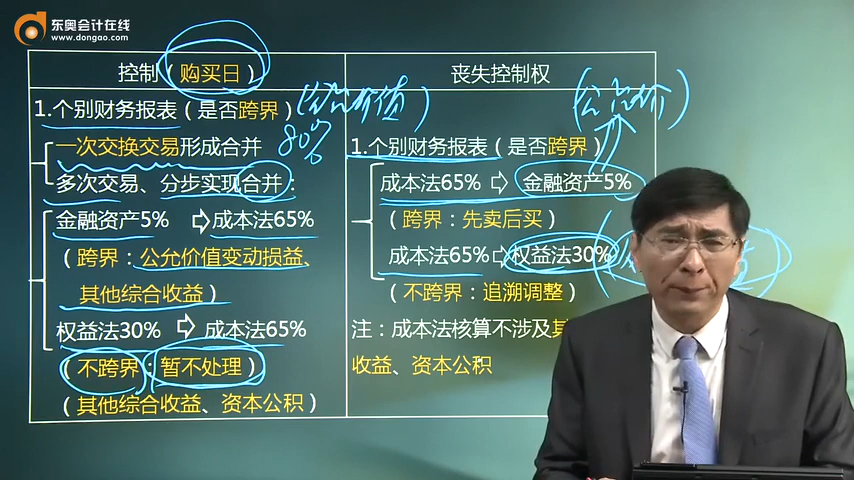 东奥会计在线
www.dongao.com
控制（购买日）
1.个别财务报表（是否跨界）
(公允价值)
一次交换交易形成合并
80%
多次交易、分步实现合并：
金融资产5% ⇨ 成本法65%
（跨界：公允价值变动损益、
其他综合收益）
权益法30% ⇨ 成本法65%
（不跨界：暂不处理）
（其他综合收益、资本公积）
丧失控制权
(公允价)
1.个别财务报表（是否跨界）
成本法65% ⇨ 金融资产5%
（跨界：先卖后买）
成本法65% ⇨ 权益法30%
（不跨界：追溯调整）
注：成本法核算不涉及其
收益、资本公积